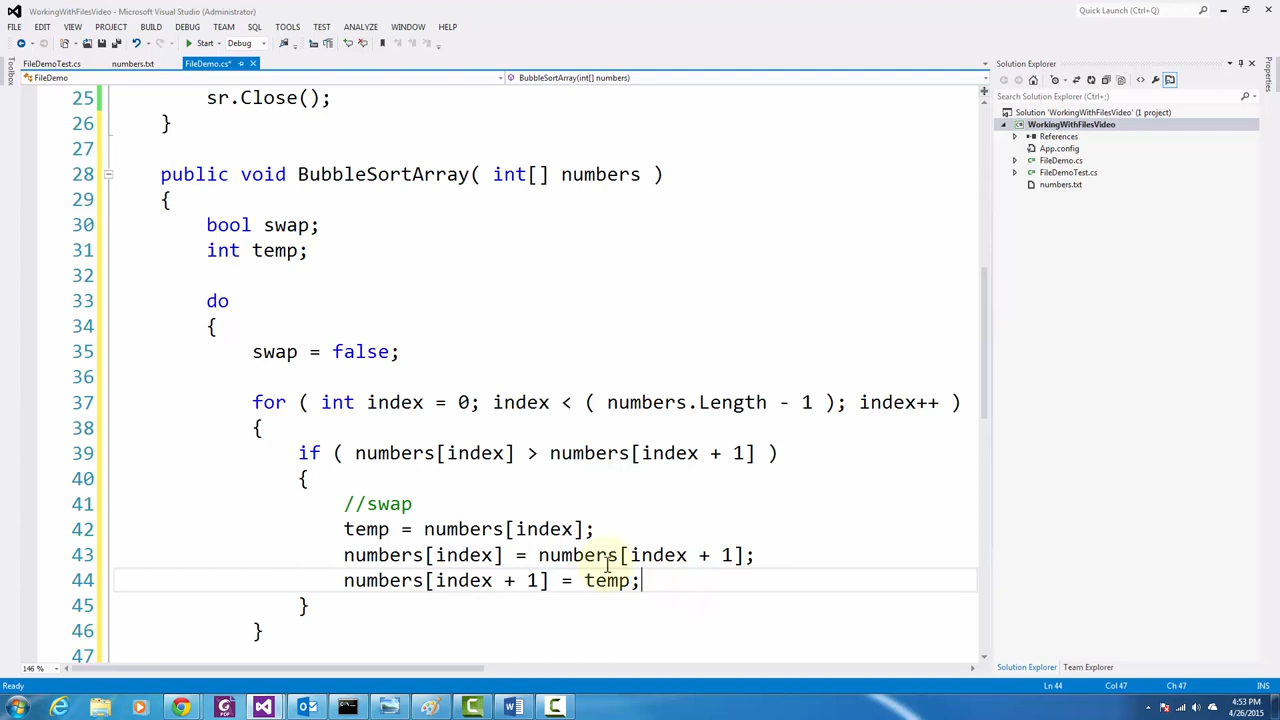 WorkingWithFilesVideo - Microsoft Visual Studio (Administrator)
Quick Launch (Ctrl+Q)
FILE EDIT VIEW PROJECT BUILD DEBUG TEAM SQL TOOLS TEST ANALYZE WINDOW HELP
Start Debug
Toolbox
FileDemoTest.cs numbers.txt FileDemo.cs*
FileDemo BubbleSortArray(int[] numbers)
25 sr.Close();
26 }
27
28 public void BubbleSortArray( int[] numbers )
29 {
30 bool swap;
31 int temp;
32
33 do
34 {
35 swap = false;
36
37 for ( int index = 0; index < ( numbers.Length - 1 ); index++ )
38 {
39 if ( numbers[index] > numbers[index + 1] )
40 {
41 //swap
42 temp = numbers[index];
43 numbers[index] = numbers[index + 1];
44 numbers[index + 1] = temp;
45 }
46 }
47
146 %
Solution Explorer
Search Solution Explorer (Ctrl+;)
Solution 'WorkingWithFilesVideo' (1 project)
WorkingWithFilesVideo
References
App.config
FileDemo.cs
FileDemoTest.cs
numbers.txt
Solution Explorer Team Explorer
Properties
Ready Ln 44 Col 47 Ch 47 INS
4:53 PM
4/26/2015